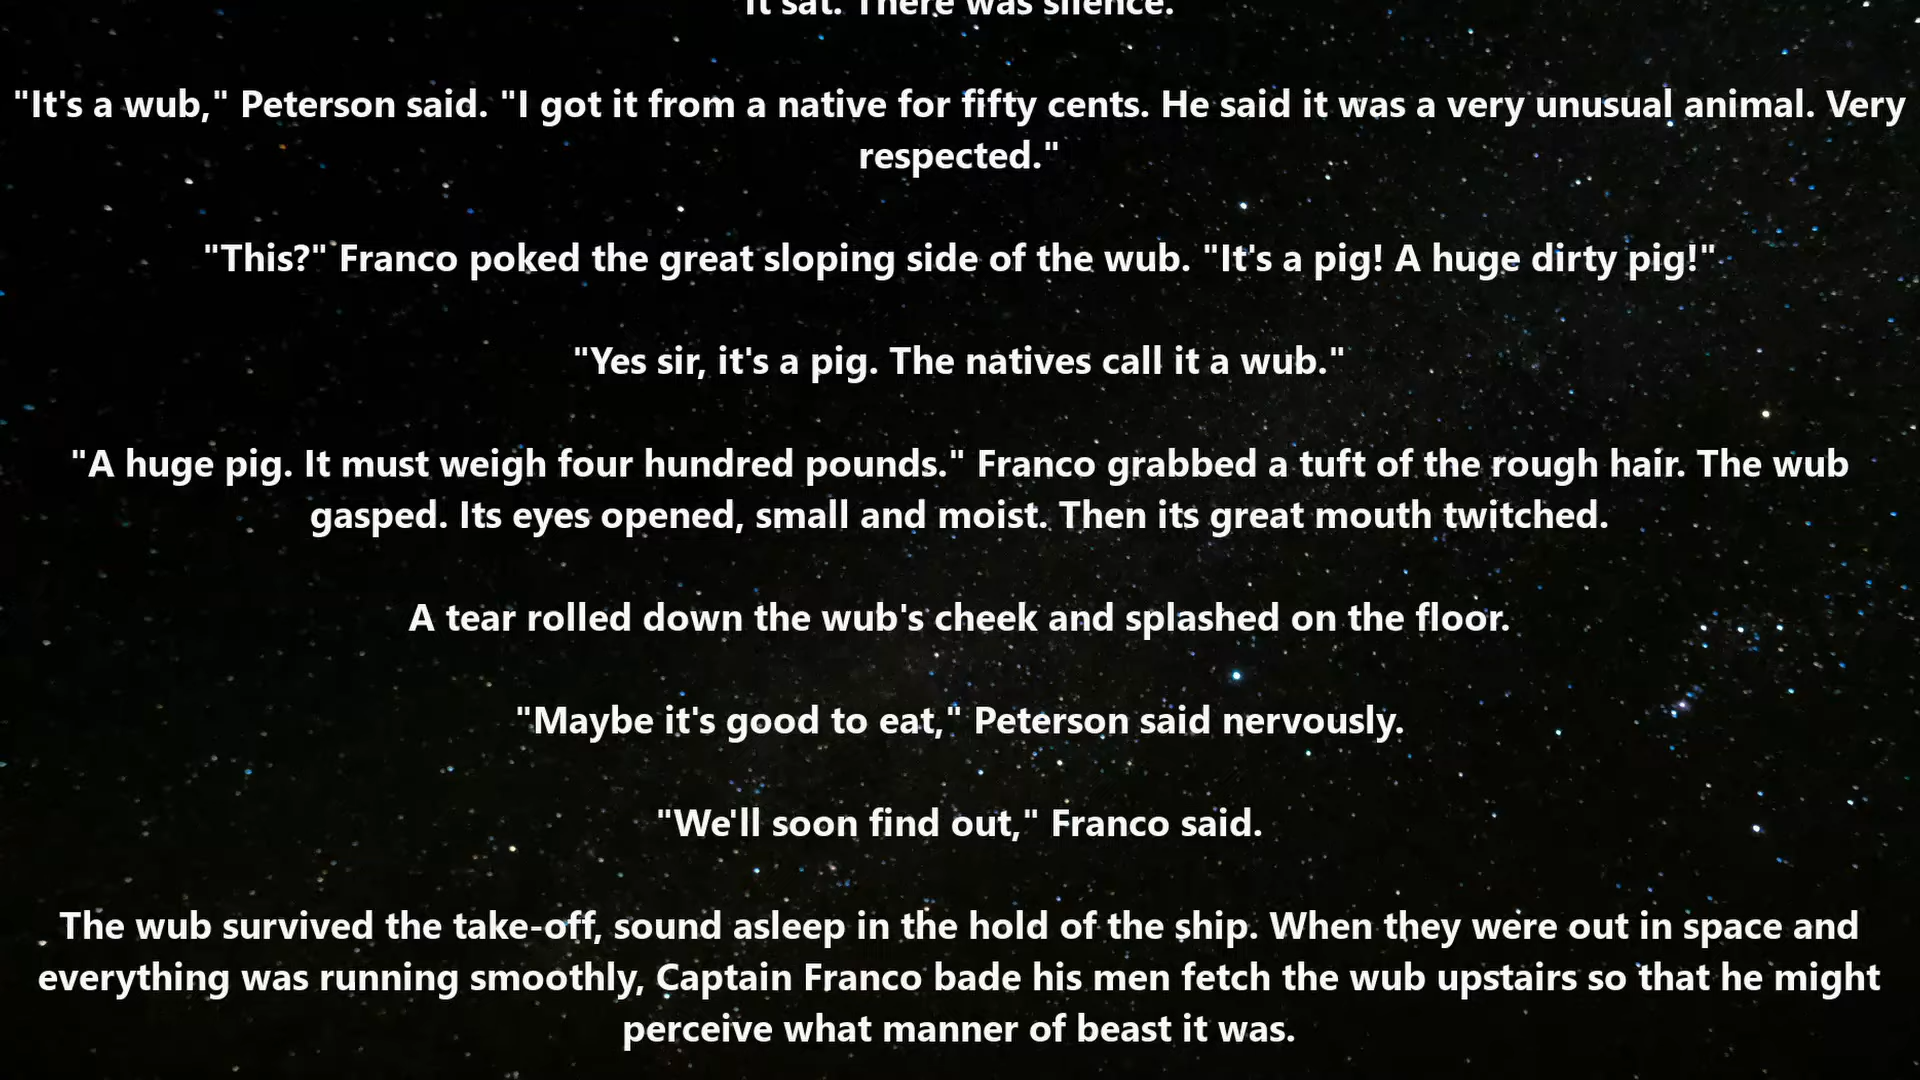 It sat. There was silence.
"It's a wub," Peterson said. "I got it from a native for fifty cents. He said it was a very unusual animal. Very
respected."
"This?" Franco poked the great sloping side of the wub. "It's a pig! A huge dirty pig!"
"Yes sir, it's a pig. The natives call it a wub."
"A huge pig. It must weigh four hundred pounds." Franco grabbed a tuft of the rough hair. The wub
gasped. Its eyes opened, small and moist. Then its great mouth twitched.
A tear rolled down the wub's cheek and splashed on the floor.
"Maybe it's good to eat," Peterson said nervously.
"We'll soon find out," Franco said.
The wub survived the take-off, sound asleep in the hold of the ship. When they were out in space and
everything was running smoothly, Captain Franco bade his men fetch the wub upstairs so that he might
perceive what manner of beast it was.